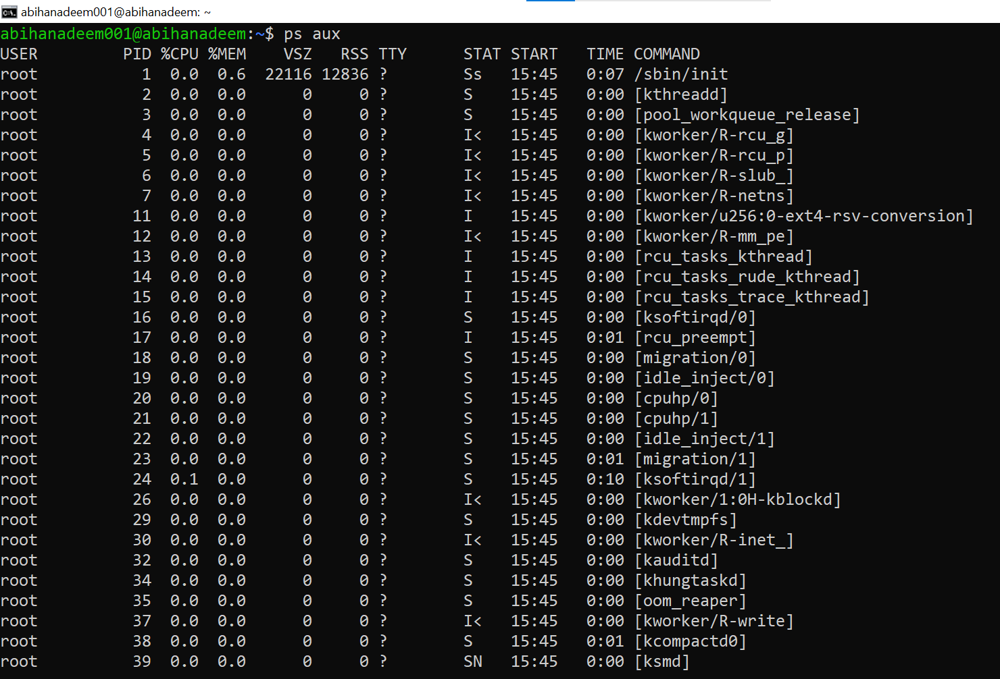 abihanadeem001@abihanadeem: ~
abihanadeem001@abihanadeem:~$ ps aux
USER         PID %CPU %MEM    VSZ   RSS TTY      STAT START   TIME COMMAND
root           1  0.0  0.6  22116 12836 ?        Ss   15:45   0:07 /sbin/init
root           2  0.0  0.0      0     0 ?        S    15:45   0:00 [kthreadd]
root           3  0.0  0.0      0     0 ?        S    15:45   0:00 [pool_workqueue_release]
root           4  0.0  0.0      0     0 ?        I<   15:45   0:00 [kworker/R-rcu_g]
root           5  0.0  0.0      0     0 ?        I<   15:45   0:00 [kworker/R-rcu_p]
root           6  0.0  0.0      0     0 ?        I<   15:45   0:00 [kworker/R-slub_]
root           7  0.0  0.0      0     0 ?        I<   15:45   0:00 [kworker/R-netns]
root          11  0.0  0.0      0     0 ?        I    15:45   0:00 [kworker/u256:0-ext4-rsv-conversion]
root          12  0.0  0.0      0     0 ?        I<   15:45   0:00 [kworker/R-mm_pe]
root          13  0.0  0.0      0     0 ?        I    15:45   0:00 [rcu_tasks_kthread]
root          14  0.0  0.0      0     0 ?        I    15:45   0:00 [rcu_tasks_rude_kthread]
root          15  0.0  0.0      0     0 ?        I    15:45   0:00 [rcu_tasks_trace_kthread]
root          16  0.0  0.0      0     0 ?        S    15:45   0:00 [ksoftirqd/0]
root          17  0.0  0.0      0     0 ?        I    15:45   0:01 [rcu_preempt]
root          18  0.0  0.0      0     0 ?        S    15:45   0:00 [migration/0]
root          19  0.0  0.0      0     0 ?        S    15:45   0:00 [idle_inject/0]
root          20  0.0  0.0      0     0 ?        S    15:45   0:00 [cpuhp/0]
root          21  0.0  0.0      0     0 ?        S    15:45   0:00 [cpuhp/1]
root          22  0.0  0.0      0     0 ?        S    15:45   0:00 [idle_inject/1]
root          23  0.0  0.0      0     0 ?        S    15:45   0:01 [migration/1]
root          24  0.1  0.0      0     0 ?        S    15:45   0:10 [ksoftirqd/1]
root          26  0.0  0.0      0     0 ?        I<   15:45   0:00 [kworker/1:0H-kblockd]
root          29  0.0  0.0      0     0 ?        S    15:45   0:00 [kdevtmpfs]
root          30  0.0  0.0      0     0 ?        I<   15:45   0:00 [kworker/R-inet_]
root          32  0.0  0.0      0     0 ?        S    15:45   0:00 [kauditd]
root          34  0.0  0.0      0     0 ?        S    15:45   0:00 [khungtaskd]
root          35  0.0  0.0      0     0 ?        S    15:45   0:00 [oom_reaper]
root          37  0.0  0.0      0     0 ?        I<   15:45   0:00 [kworker/R-write]
root          38  0.0  0.0      0     0 ?        S    15:45   0:01 [kcompactd0]
root          39  0.0  0.0      0     0 ?        SN   15:45   0:00 [ksmd]